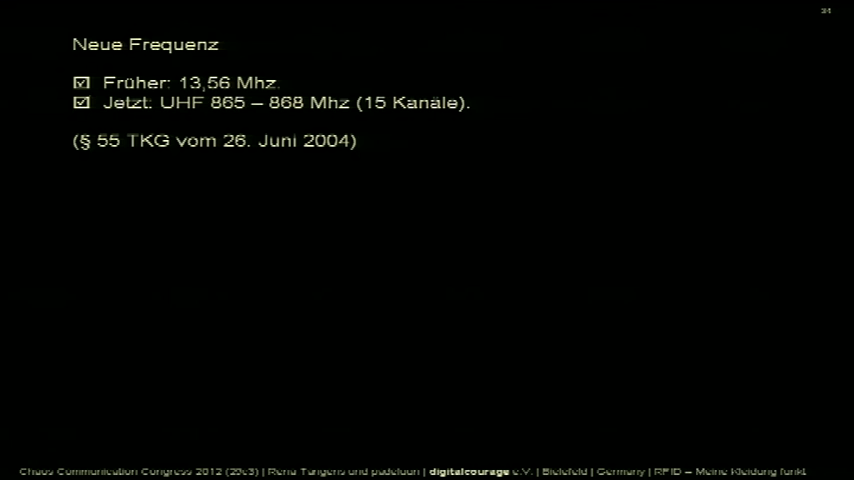 34
Neue Frequenz
☑ Früher: 13,56 Mhz.
☑ Jetzt: UHF 865 – 868 Mhz (15 Kanäle).
(§ 55 TKG vom 26. Juni 2004)
Chaos Communication Congress 2012 (29c3) | Rena Tangens und padeluun | digitalcourage e.V. | Bielefeld | Germany | RFID – Meine Kleidung funkt